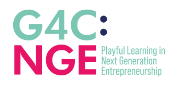 G4C:
NGE
Playful Learning in
Next Generation
Entrepreneurship